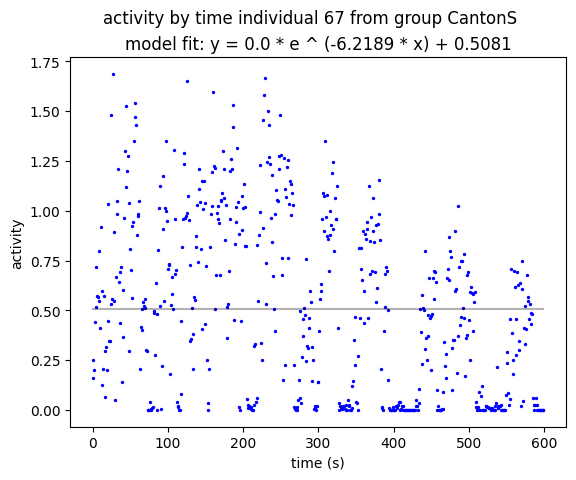 activity by time individual 67 from group CantonS
model fit: y = 0.0 * e ^ (-6.2189 * x) + 0.5081
1.75
1.50
1.25
1.00
0.75
0.50
0.25
0.00
activity
0 100 200 300 400 500 600
time (s)